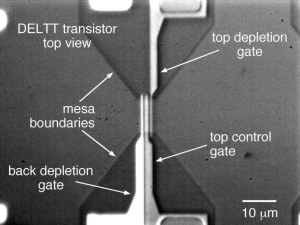 DELTT transistor
top view
top depletion
gate
mesa
boundaries
top control
gate
back depletion
gate
10 μm